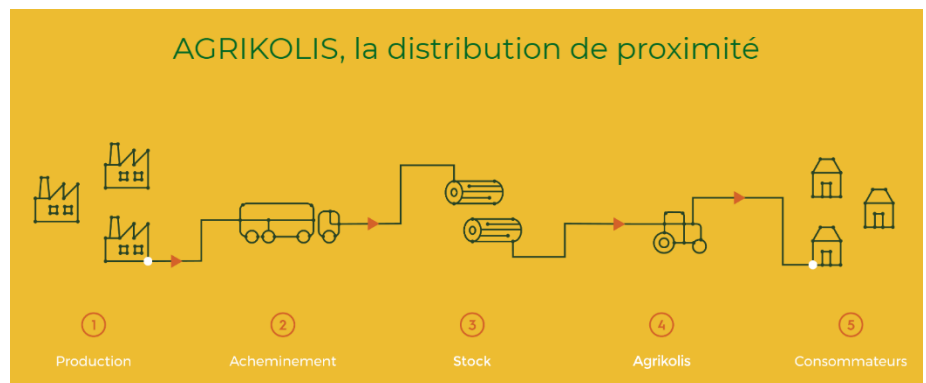 AGRIKOLIS, la distribution de proximité
1
2
3
4
5
Production
Acheminement
Stock
Agrikolis
Consommateurs